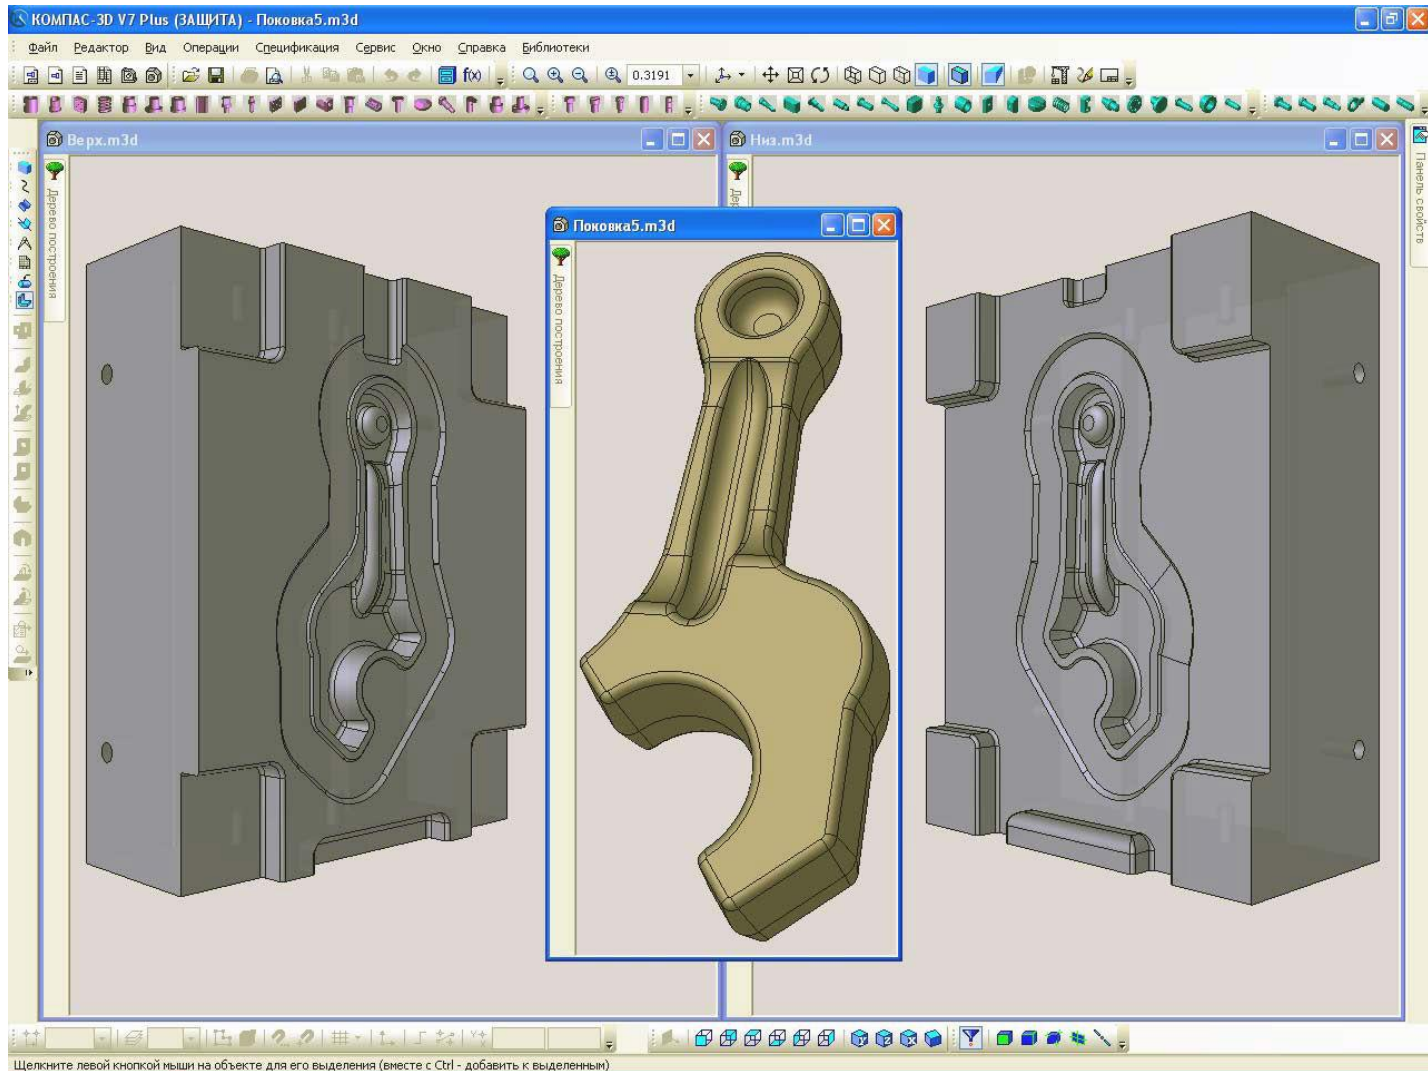 КОМПАС-3D V7 Plus (ЗАЩИТА) - Поковка5.m3d
Файл Редактор Вид Операции Спецификация Сервис Окно Справка Библиотеки
f(x) 0.3191
Верх.m3d
Низ.m3d
Дерево построения
Дер
Панель свойств
Поковка5.m3d
Дерево построения
Щелкните левой кнопкой мыши на объекте для его выделения (вместе с Ctrl - добавить к выделенным)